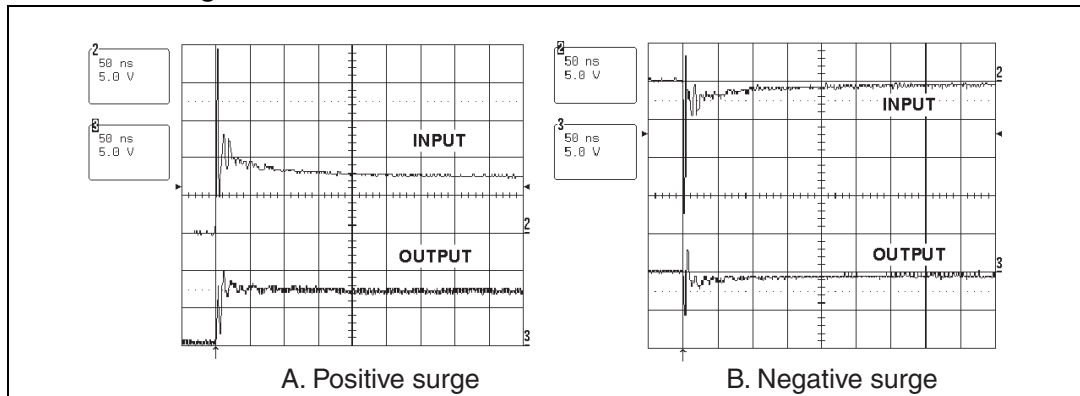 2
50 ns
5.0 V
3
50 ns
5.0 V
INPUT
2
OUTPUT
3
A. Positive surge
2
50 ns
5.0 V
3
50 ns
5.0 V
2
INPUT
OUTPUT
3
B. Negative surge